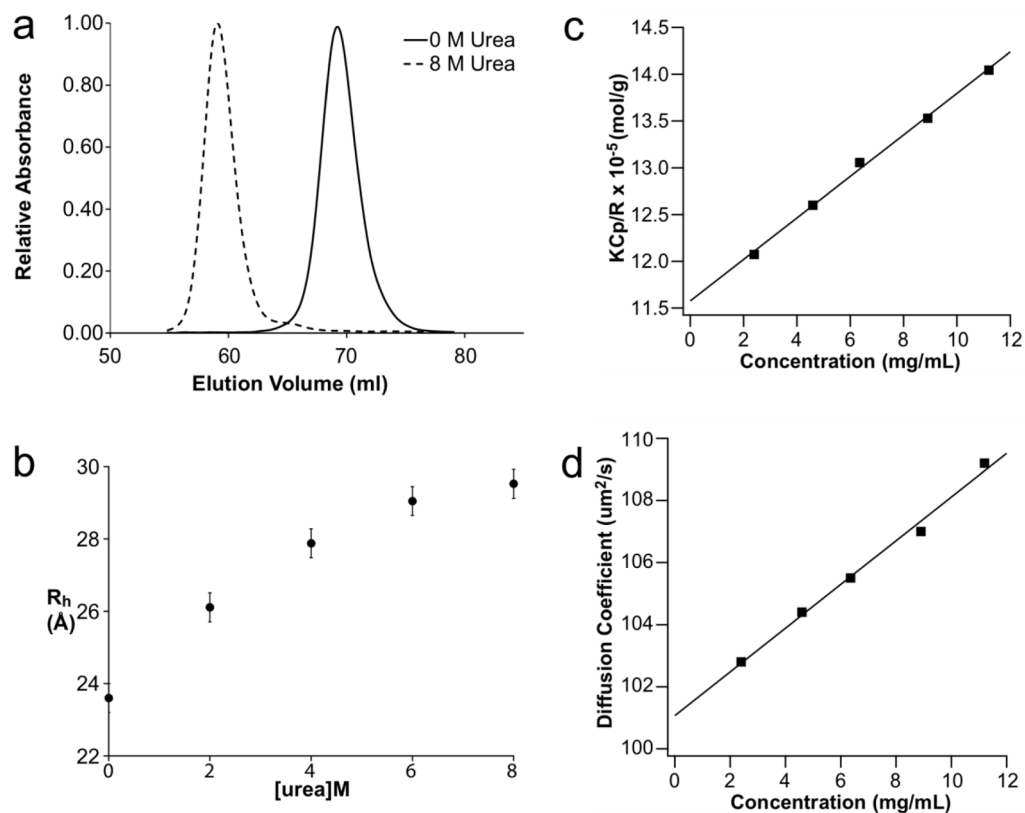 a
1.00
0.80
0.60
0.40
0.20
0.00
Relative Absorbance
0 M Urea
8 M Urea
50 60 70 80
Elution Volume (ml)
b
30
28
26
24
22
Rh
(Å)
0 2 4 6 8
[urea]M
c
14.5
14.0
13.5
13.0
12.5
12.0
11.5
KCp/R x 10⁻⁵ (mol/g)
0 2 4 6 8 10 12
Concentration (mg/mL)
d
110
108
106
104
102
100
Diffusion Coefficient (um²/s)
0 2 4 6 8 10 12
Concentration (mg/mL)